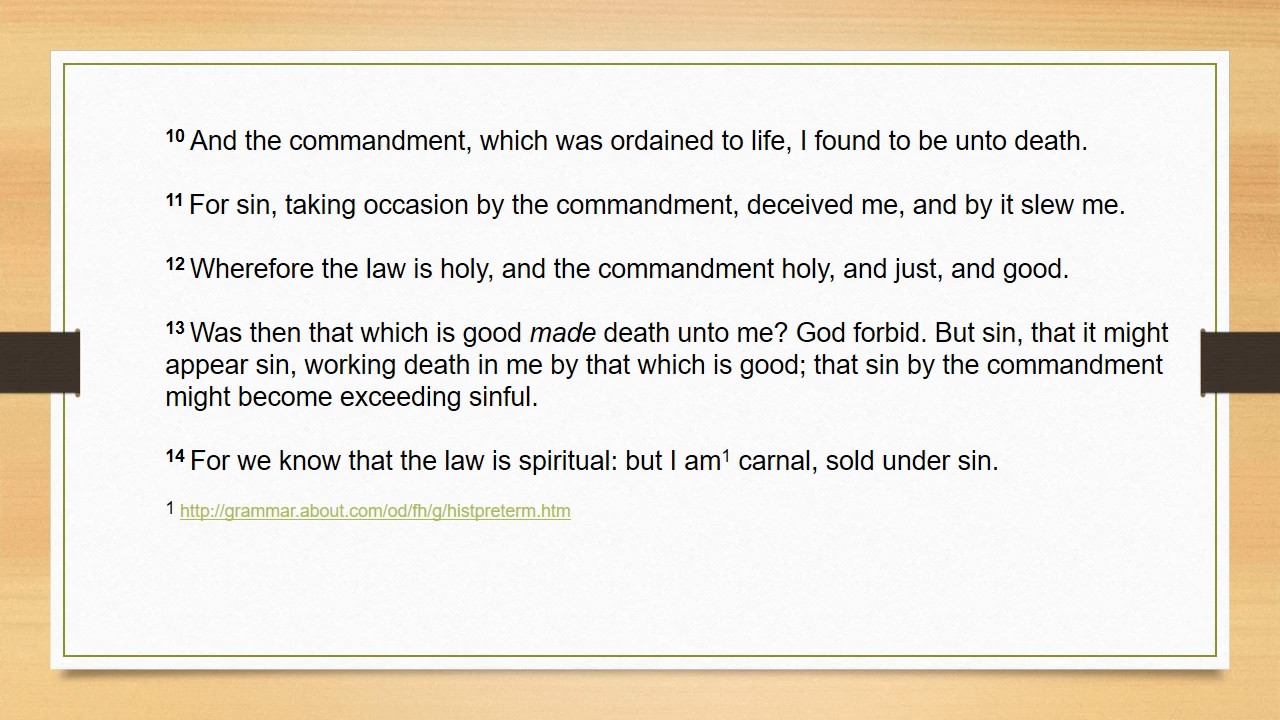 10 And the commandment, which was ordained to life, I found to be unto death.
11 For sin, taking occasion by the commandment, deceived me, and by it slew me.
12 Wherefore the law is holy, and the commandment holy, and just, and good.
13 Was then that which is good made death unto me? God forbid. But sin, that it might
appear sin, working death in me by that which is good; that sin by the commandment
might become exceeding sinful.
14 For we know that the law is spiritual: but I am1 carnal, sold under sin.
1 http://grammar.about.com/od/fh/g/histpreterm.htm